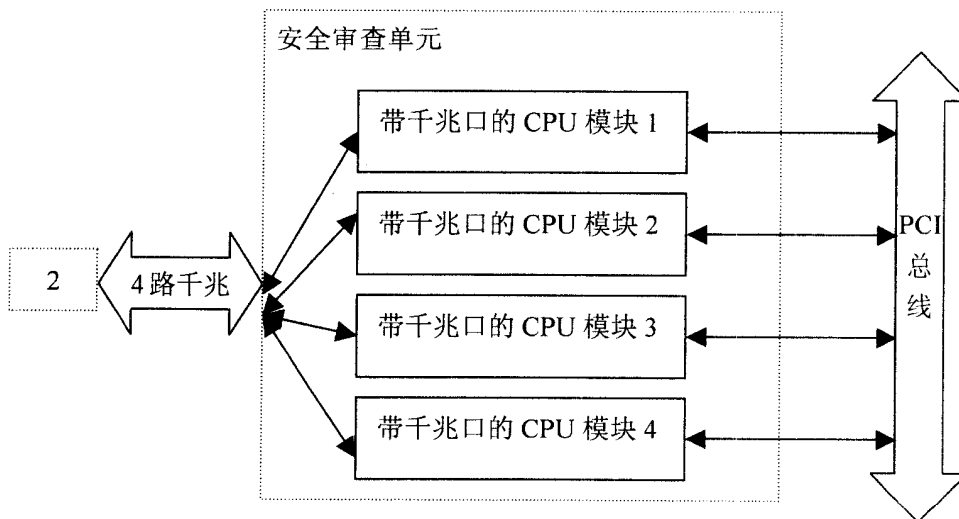 安全审查单元
带千兆口的 CPU 模块 1
带千兆口的 CPU 模块 2
2
4 路千兆
带千兆口的 CPU 模块 3
带千兆口的 CPU 模块 4
PCI
总
线